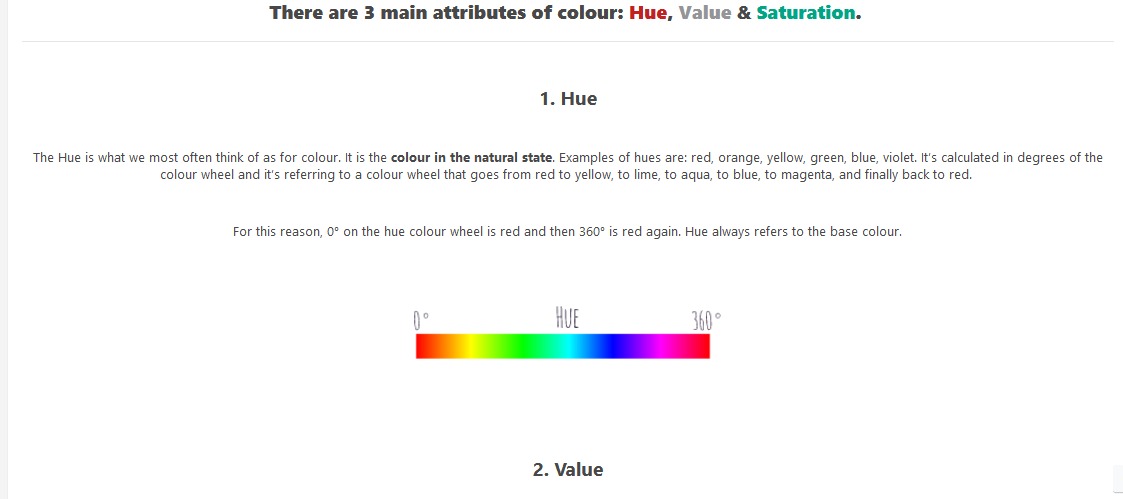 There are 3 main attributes of colour: Hue, Value & Saturation.
1. Hue
The Hue is what we most often think of as for colour. It is the colour in the natural state. Examples of hues are: red, orange, yellow, green, blue, violet. It's calculated in degrees of the
colour wheel and it's referring to a colour wheel that goes from red to yellow, to lime, to aqua, to blue, to magenta, and finally back to red.
For this reason, 0° on the hue colour wheel is red and then 360° is red again. Hue always refers to the base colour.
0° HUE 360°
2. Value